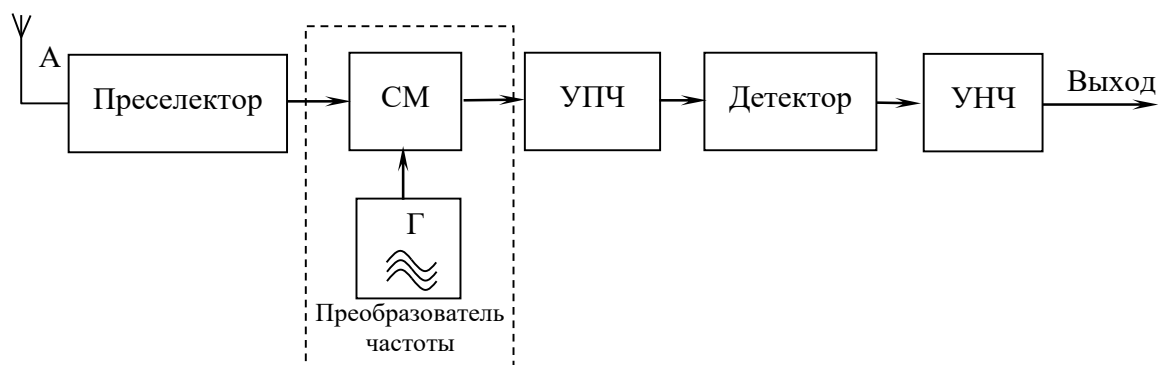 А
Преселектор
СМ
УПЧ
Детектор
УНЧ
Выход
Г
Преобразователь
частоты